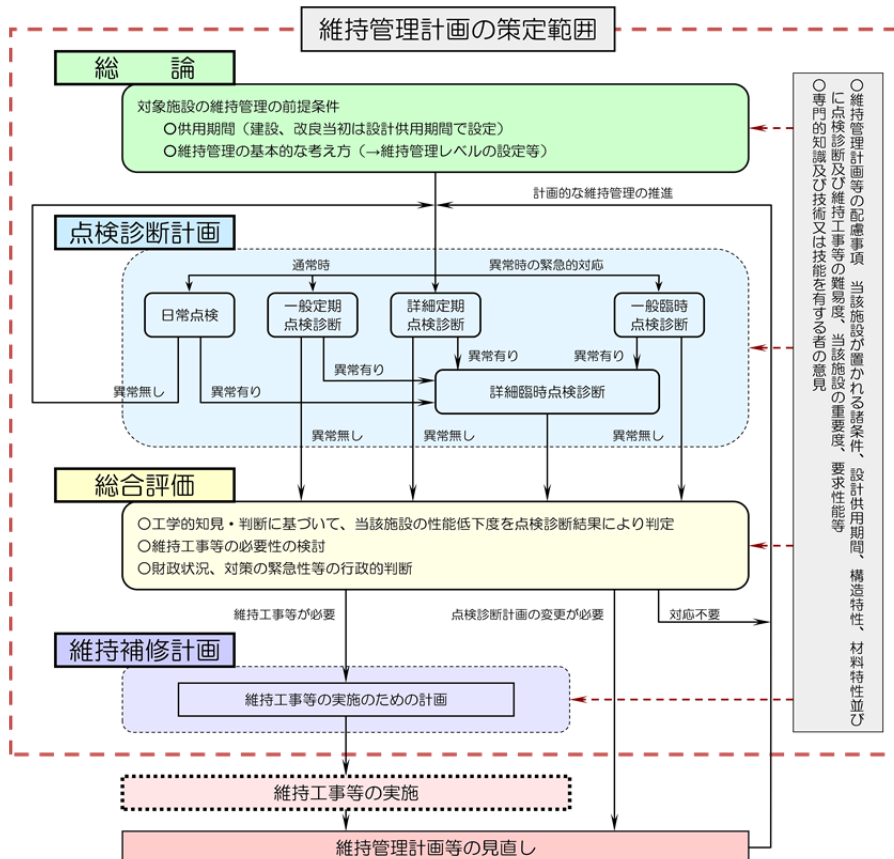 維持管理計画の策定範囲
総　　論
対象施設の維持管理の前提条件
○供用期間（建設、改良当初は設計供用期間で設定）
○維持管理の基本的な考え方（→維持管理レベルの設定等）
計画的な維持管理の推進
点検診断計画
通常時
異常時の緊急的対応
日常点検
一般定期
点検診断
詳細定期
点検診断
一般臨時
点検診断
異常有り
異常有り
異常有り
異常無し
異常有り
詳細臨時点検診断
異常無し
異常無し
異常無し
総合評価
○工学的知見・判断に基づいて、当該施設の性能低下度を点検診断結果により判定
○維持工事等の必要性の検討
○財政状況、対策の緊急性等の行政的判断
維持工事等が必要
点検診断計画の変更が必要
対応不要
維持補修計画
維持工事等の実施のための計画
維持工事等の実施
維持管理計画等の見直し
○維持管理計画等の配慮事項　当該施設が置かれる諸条件、設計供用期間、構造特性、材料特性並び
に点検診断及び維持工事等の難易度、当該施設の重要度、要求性能等
○専門的知識及び技術又は技能を有する者の意見